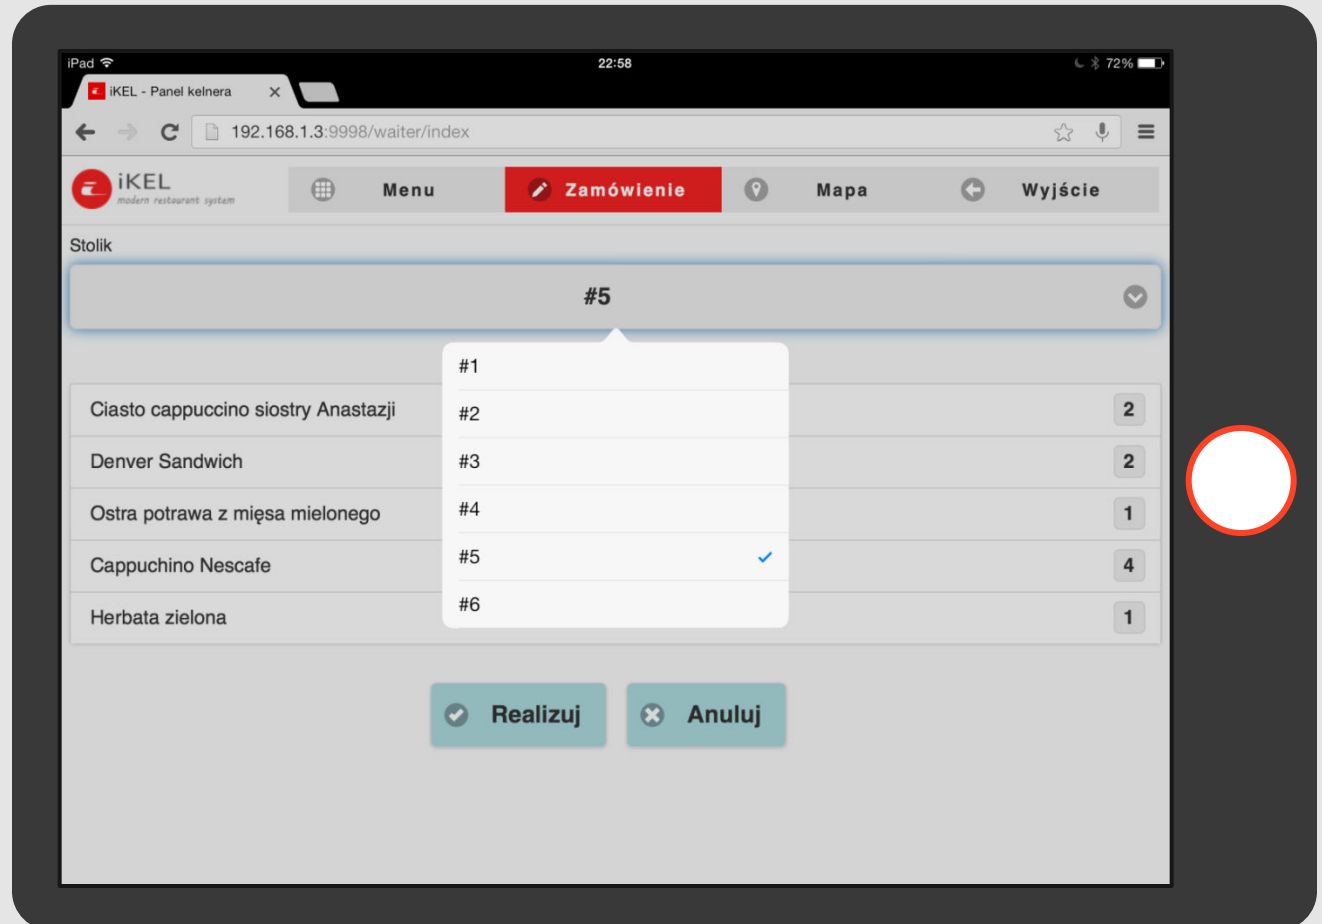 iPad 22:58 72%
iKEL - Panel kelnera
192.168.1.3:9998/waiter/index
iKEL
modern restaurant system
Menu Zamówienie Mapa Wyjście
Stolik
#5
#1
#2
#3
#4
#5
#6
Ciasto cappuccino siostry Anastazji 2
Denver Sandwich 2
Ostra potrawa z mięsa mielonego 1
Cappuchino Nescafe 4
Herbata zielona 1
Realizuj Anuluj